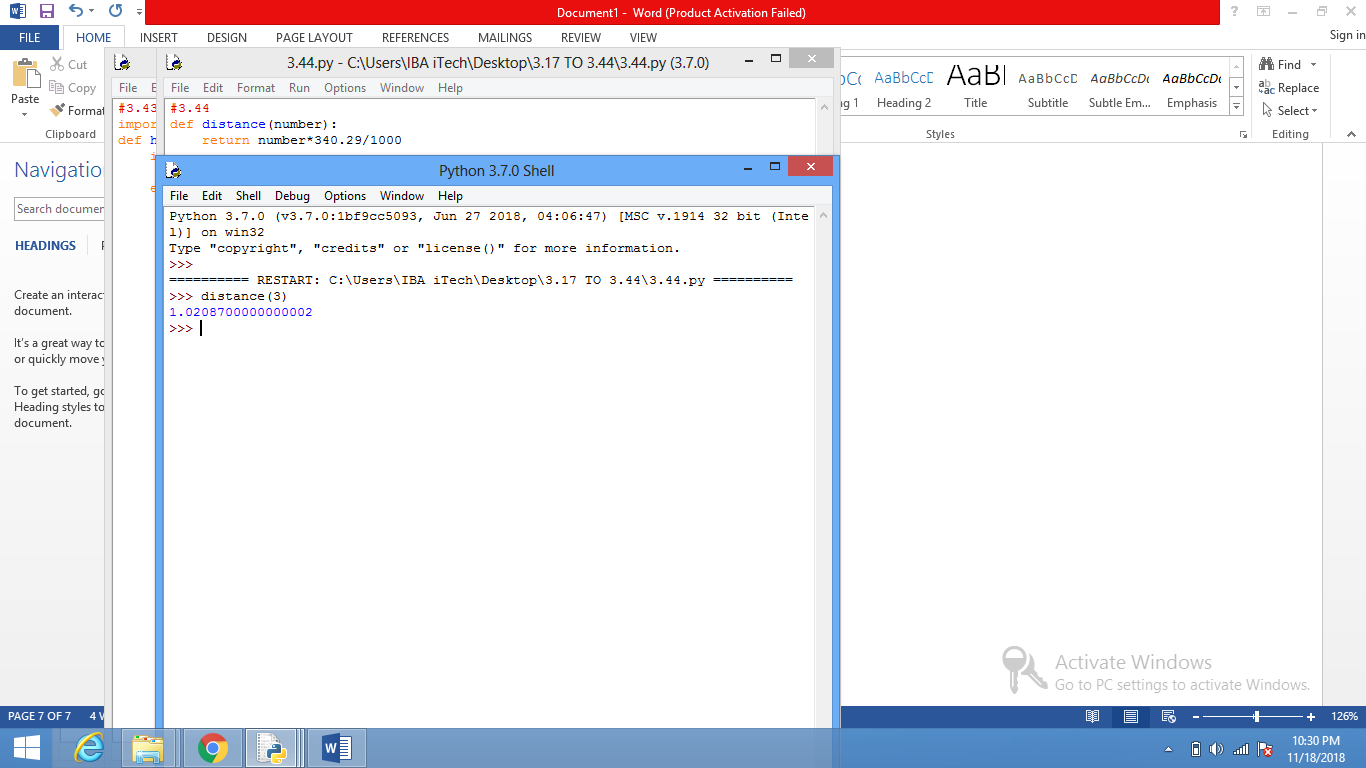 Document1 - Word (Product Activation Failed)
FILE HOME INSERT DESIGN PAGE LAYOUT REFERENCES MAILINGS REVIEW VIEW Sign in
Paste
Cut
Copy
Format
Clipboard
AaBbCcD AaBb AaBbCcD AaBbCcDc AaBbCcDc
g 1 Heading 2 Title Subtitle Subtle Em... Emphasis
Styles
Find
Replace
Select
Editing
Navigatio
Search documen
HEADINGS
Create an interac
document.
It's a great way to
or quickly move y
To get started, go
Heading styles to
document.
File E
#3.43
impor
def h
3.44.py - C:\Users\IBA iTech\Desktop\3.17 TO 3.44\3.44.py (3.7.0)
File Edit Format Run Options Window Help
#3.44
def distance(number):
    return number*340.29/1000
Python 3.7.0 Shell
File Edit Shell Debug Options Window Help
Python 3.7.0 (v3.7.0:1bf9cc5093, Jun 27 2018, 04:06:47) [MSC v.1914 32 bit (Inte
l)] on win32
Type "copyright", "credits" or "license()" for more information.
>>>
========== RESTART: C:\Users\IBA iTech\Desktop\3.17 TO 3.44\3.44.py ==========
>>> distance(3)
1.0208700000000002
>>>
Activate Windows
Go to PC settings to activate Windows.
PAGE 7 OF 7 4 W 126%
10:30 PM
11/18/2018